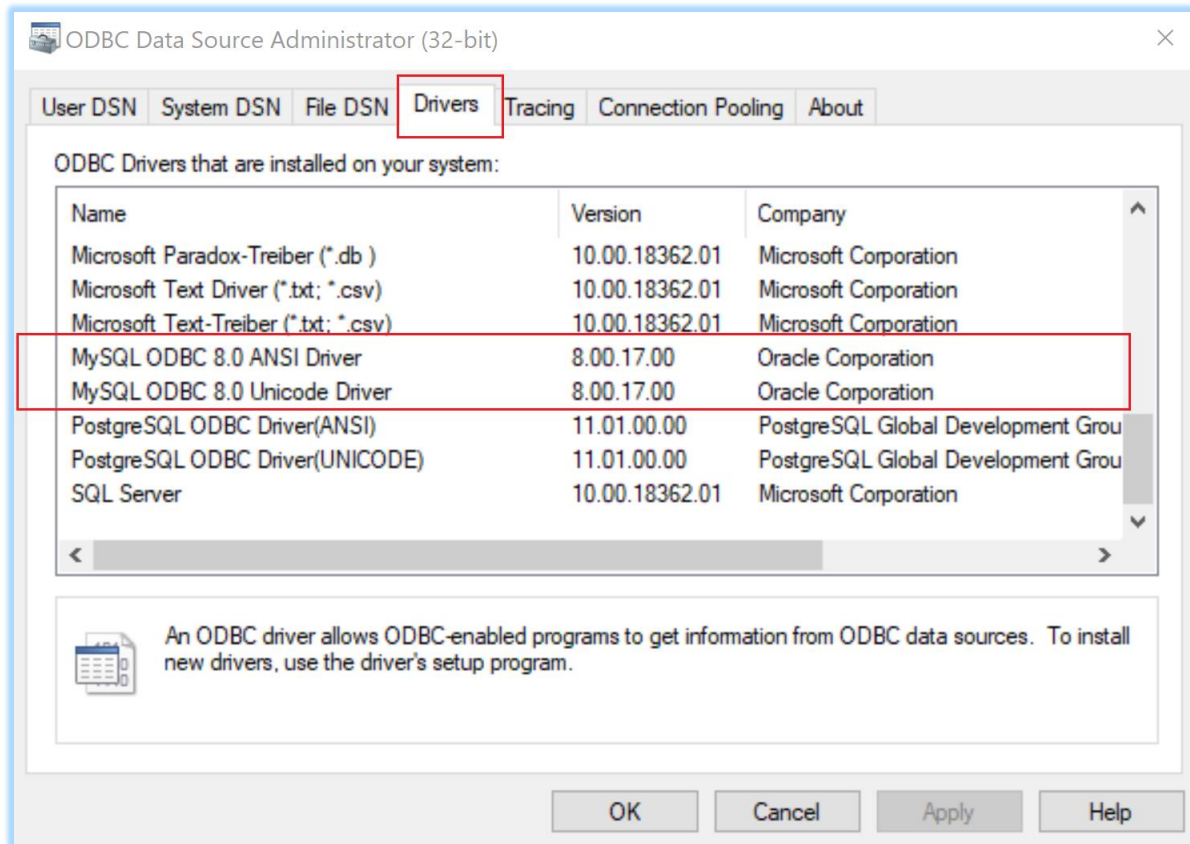 ODBC Data Source Administrator (32-bit)
User DSN System DSN File DSN Drivers Tracing Connection Pooling About
ODBC Drivers that are installed on your system:
Name Version Company
Microsoft Paradox-Treiber (*.db ) 10.00.18362.01 Microsoft Corporation
Microsoft Text Driver (*.txt; *.csv) 10.00.18362.01 Microsoft Corporation
Microsoft Text-Treiber (*.txt; *.csv) 10.00.18362.01 Microsoft Corporation
MySQL ODBC 8.0 ANSI Driver 8.00.17.00 Oracle Corporation
MySQL ODBC 8.0 Unicode Driver 8.00.17.00 Oracle Corporation
PostgreSQL ODBC Driver(ANSI) 11.01.00.00 PostgreSQL Global Development Grou
PostgreSQL ODBC Driver(UNICODE) 11.01.00.00 PostgreSQL Global Development Grou
SQL Server 10.00.18362.01 Microsoft Corporation
An ODBC driver allows ODBC-enabled programs to get information from ODBC data sources. To install
new drivers, use the driver's setup program.
OK Cancel Apply Help